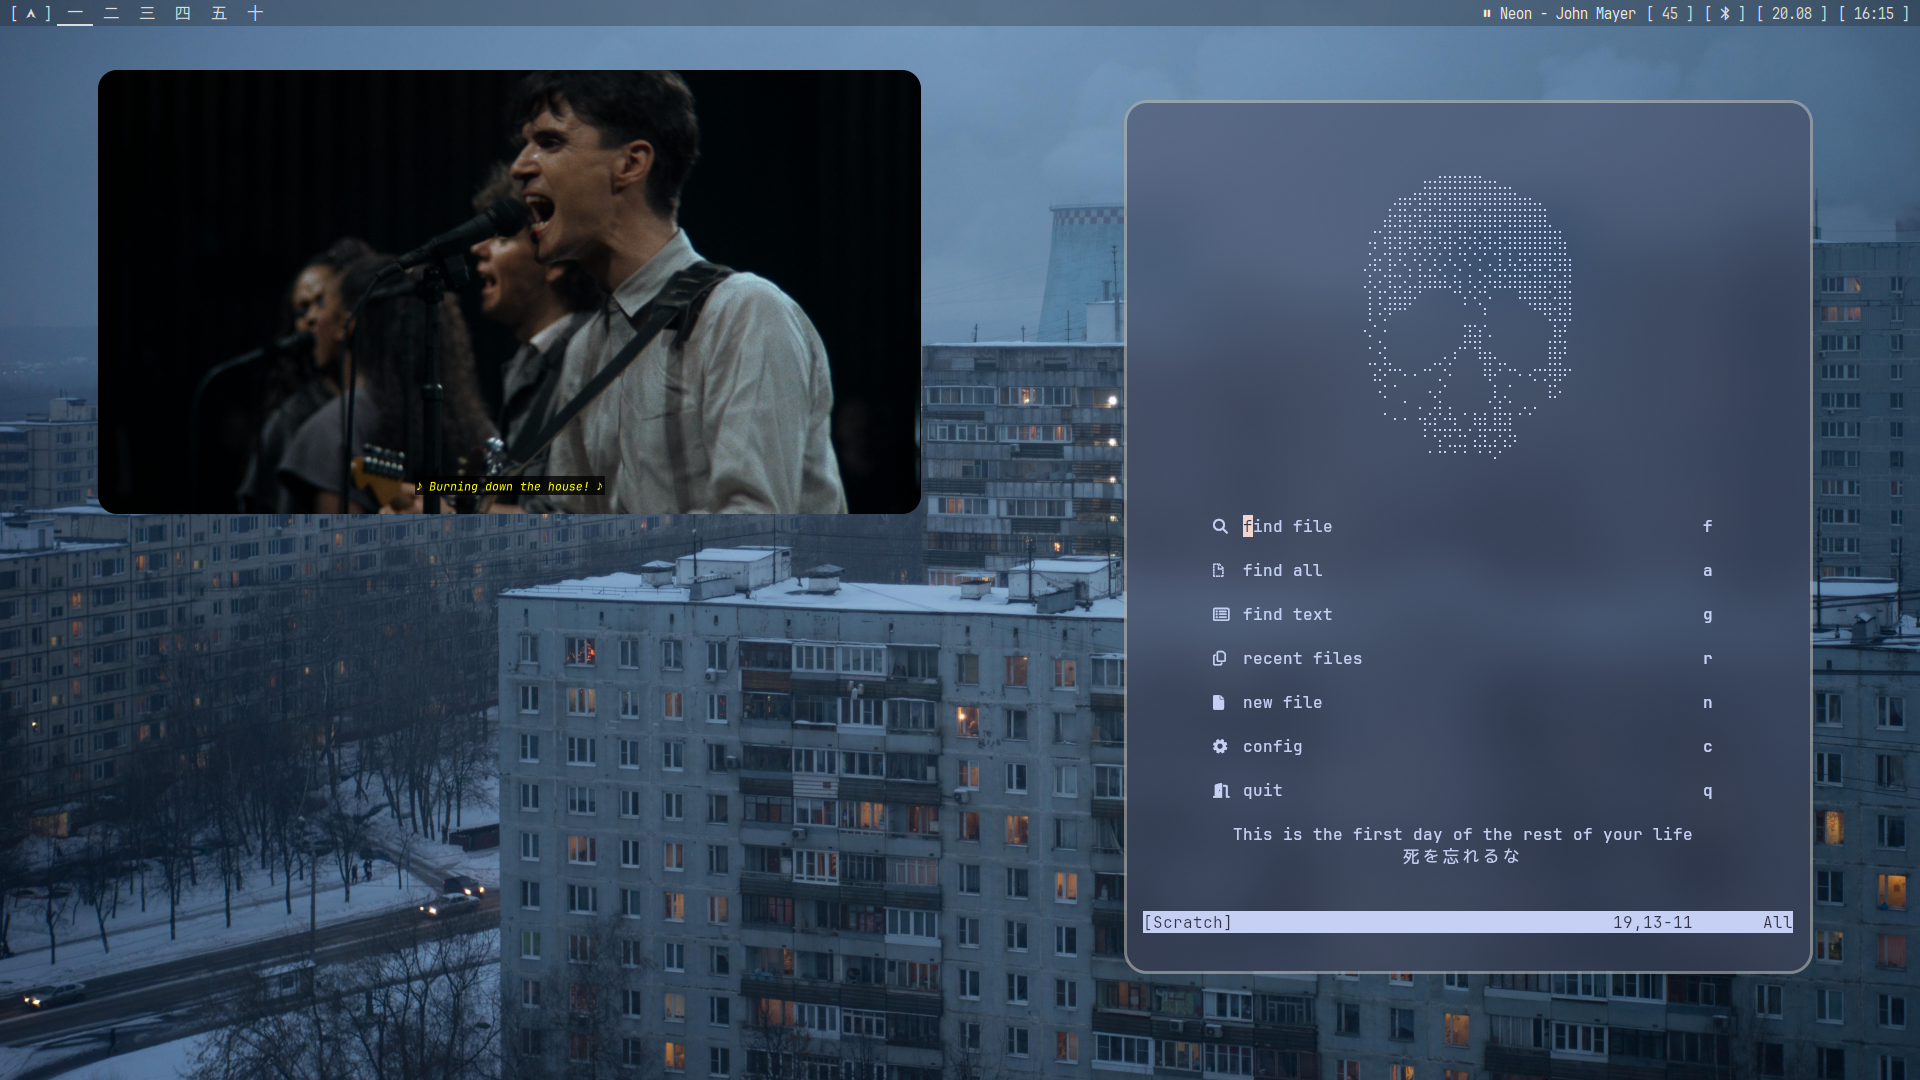 [ ] 一 二 三 四 五 十
Neon - John Mayer [ 45 ] [ ] [ 20.08 ] [ 16:15 ]
♪ Burning down the house! ♪
find file f
find all a
find text g
recent files r
new file n
config c
quit q
This is the first day of the rest of your life
死を忘れるな
[Scratch] 19,13-11 All